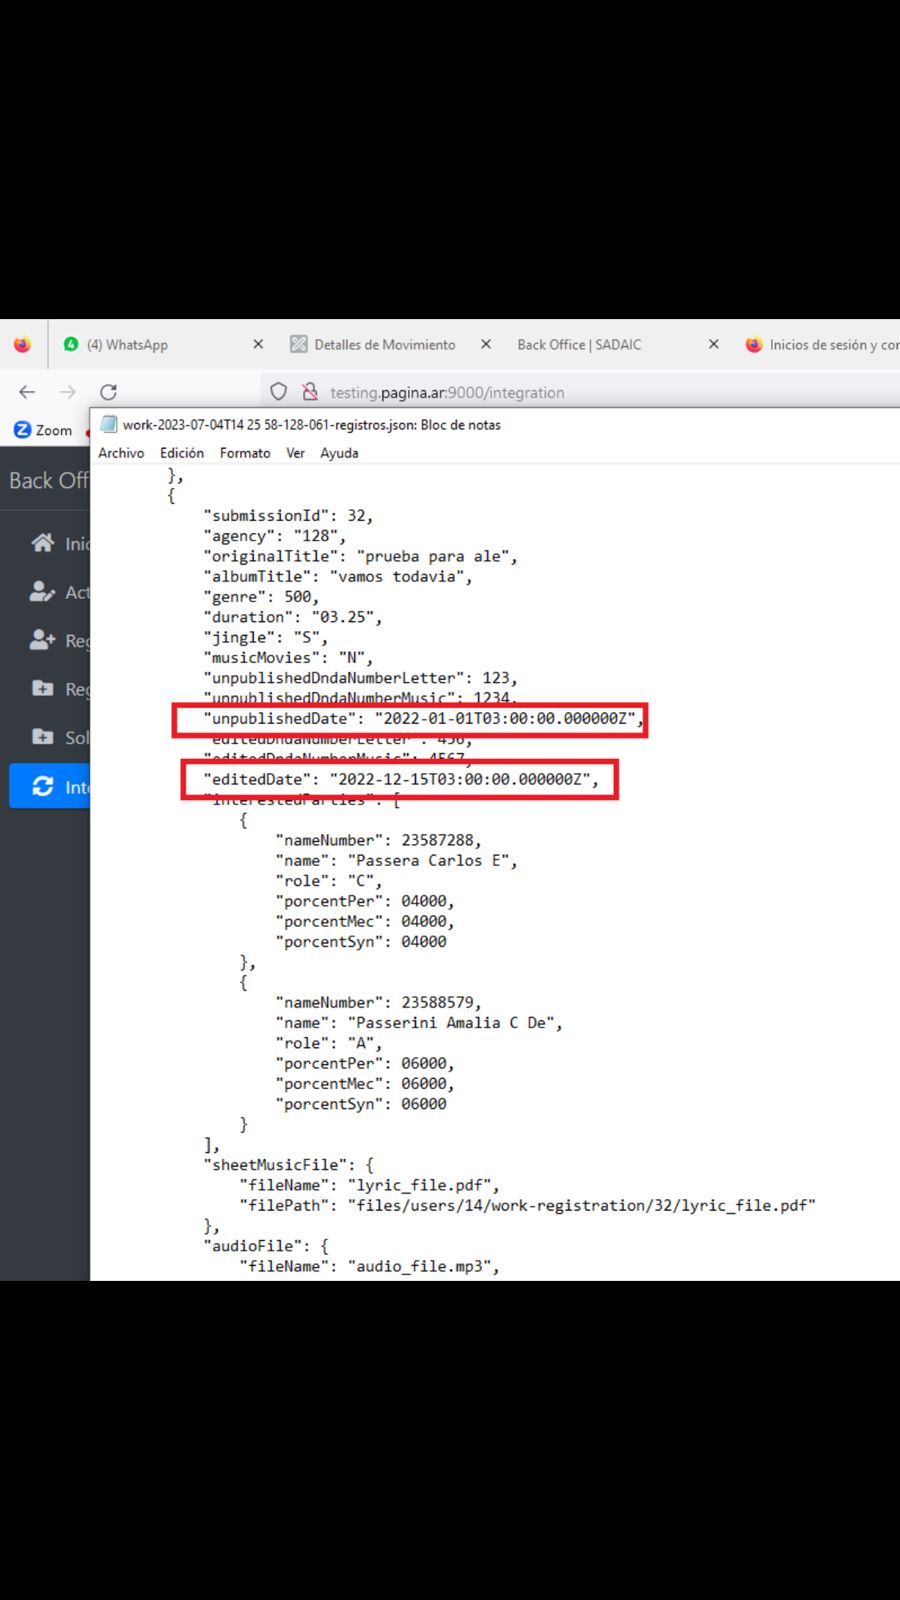 (4) WhatsApp
Detalles de Movimiento
Back Office | SADAIC
Inicios de sesión y cor
testing.pagina.ar:9000/integration
Zoom
work-2023-07-04T14 25 58-128-061-registros.json: Bloc de notas
Archivo Edición Formato Ver Ayuda
Back Off
Inic
Act
Reg
Reg
Sol
Inte
},
{
"submissionId": 32,
"agency": "128",
"originalTitle": "prueba para ale",
"albumTitle": "vamos todavia",
"genre": 500,
"duration": "03.25",
"jingle": "S",
"musicMovies": "N",
"unpublishedDndaNumberLetter": 123,
"unpublishedDndaNumberMusic": 1234,
"unpublishedDate": "2022-01-01T03:00:00.000000Z",
"editedDndaNumberLetter": 456,
"editedDndaNumberMusic": 4567,
"editedDate": "2022-12-15T03:00:00.000000Z",
"interestedParties": [
{
"nameNumber": 23587288,
"name": "Passera Carlos E",
"role": "C",
"porcentPer": 04000,
"porcentMec": 04000,
"porcentSyn": 04000
},
{
"nameNumber": 23588579,
"name": "Passerini Amalia C De",
"role": "A",
"porcentPer": 06000,
"porcentMec": 06000,
"porcentSyn": 06000
}
],
"sheetMusicFile": {
"fileName": "lyric_file.pdf",
"filePath": "files/users/14/work-registration/32/lyric_file.pdf"
},
"audioFile": {
"fileName": "audio_file.mp3",